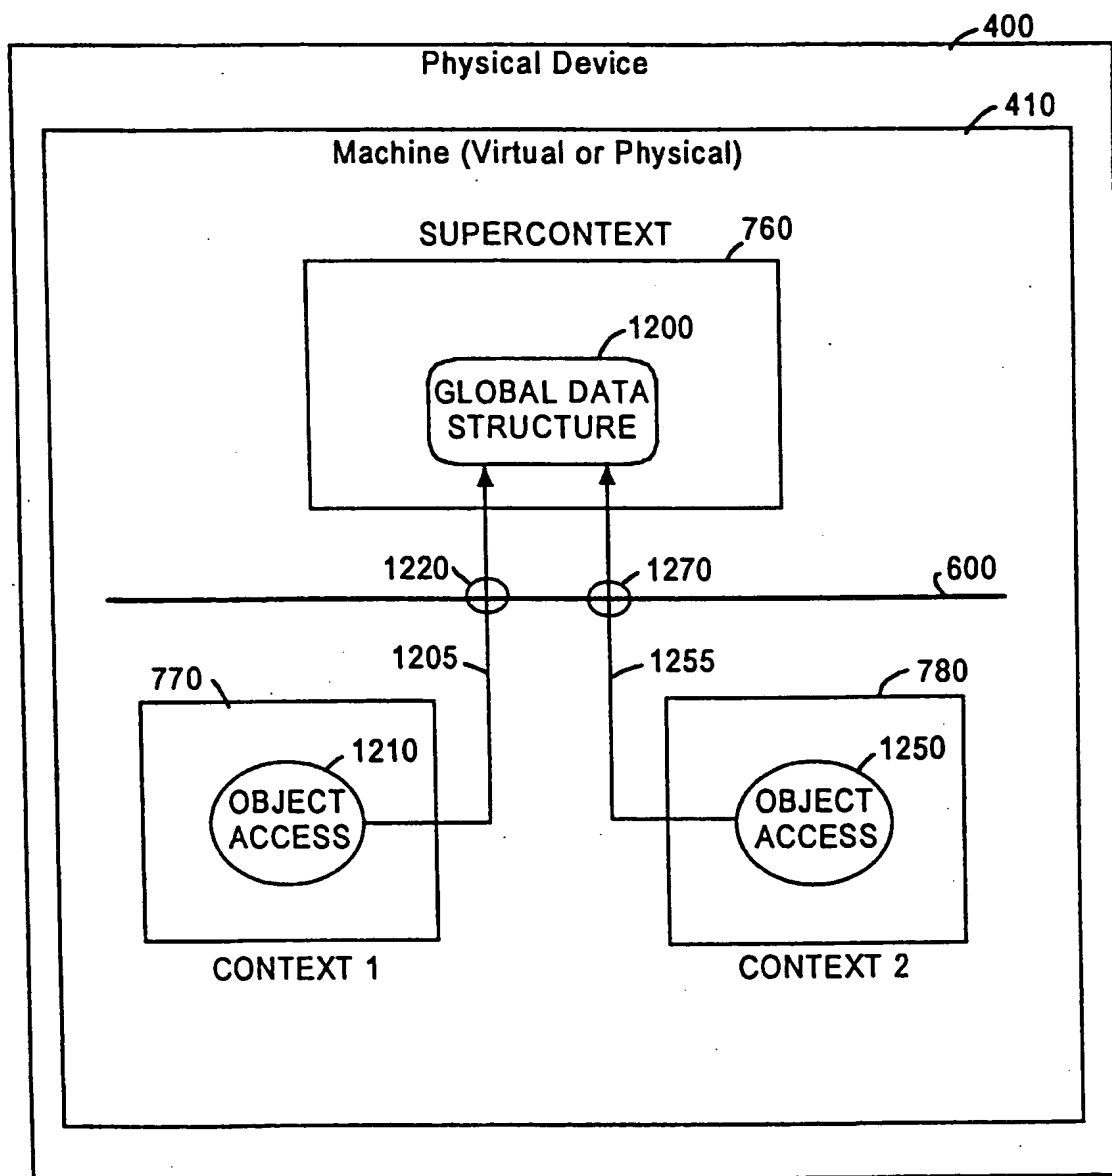 400
Physical Device
410
Machine (Virtual or Physical)
SUPERCONTEXT
760
1200
GLOBAL DATA
STRUCTURE
1220
1270
600
1205
1255
770
780
1210
1250
OBJECT
ACCESS
OBJECT
ACCESS
CONTEXT 1
CONTEXT 2